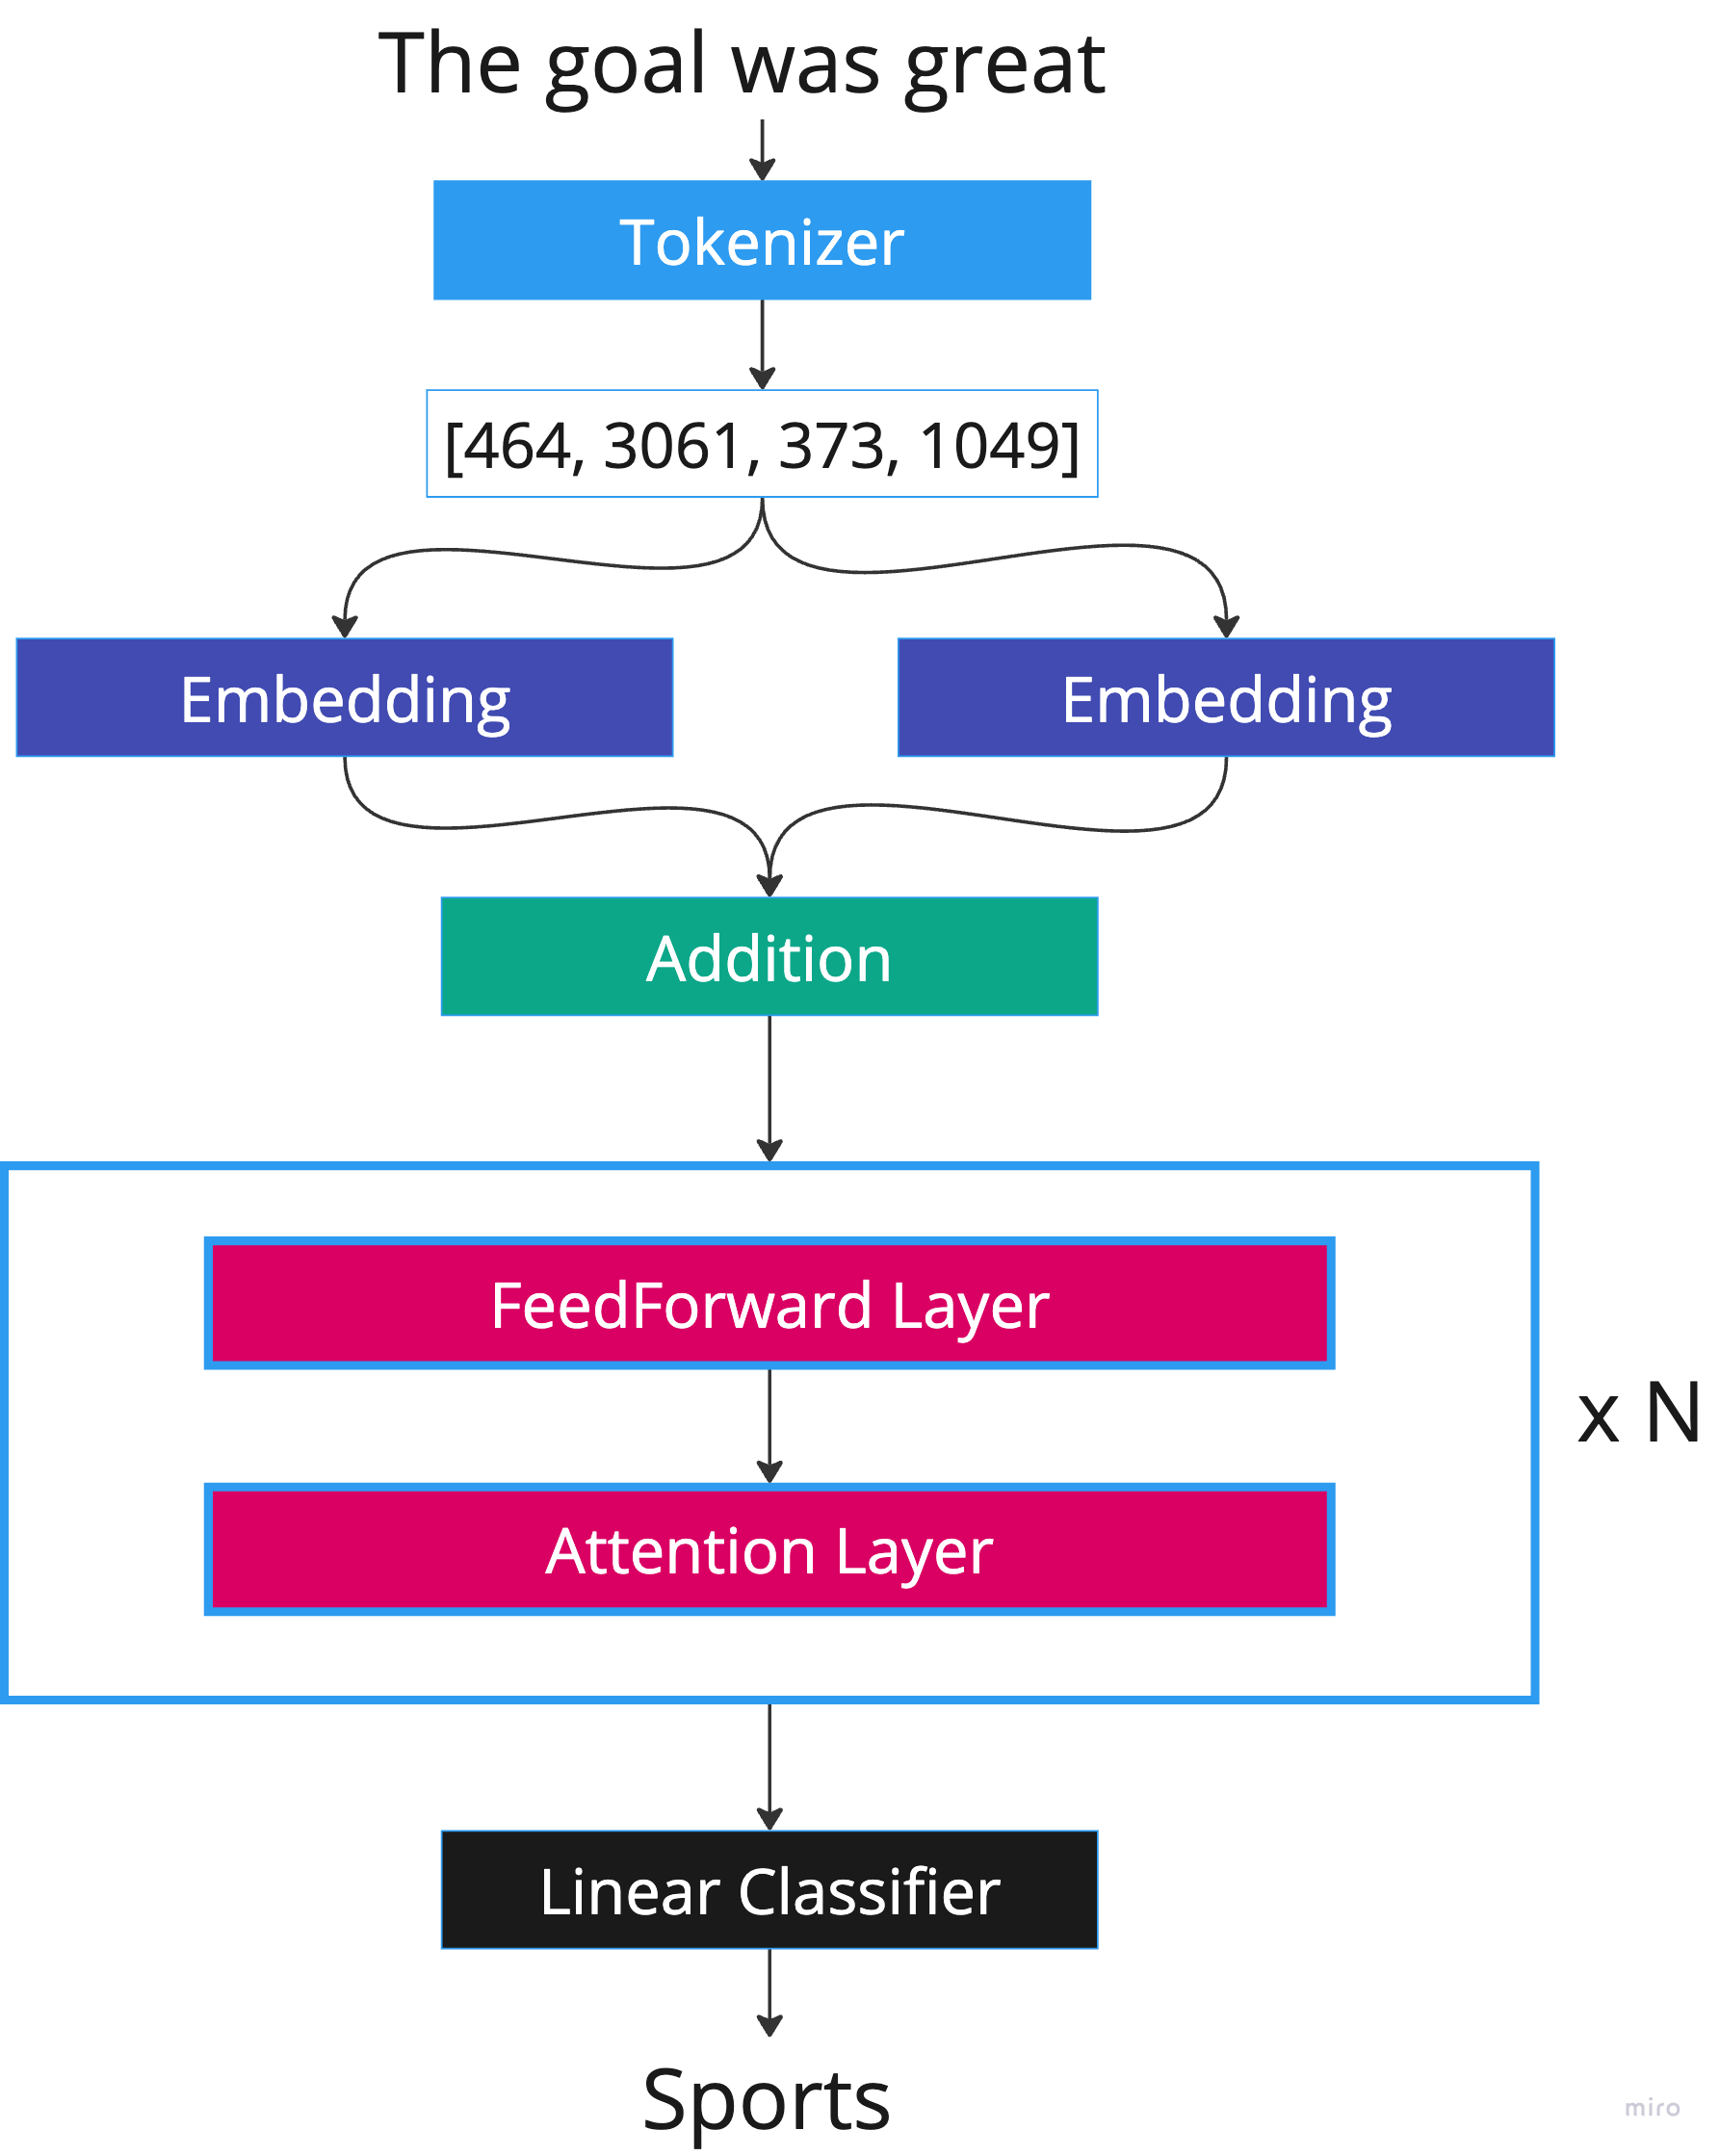 The goal was great
Tokenizer
[464, 3061, 373, 1049]
Embedding
Embedding
Addition
FeedForward Layer
x N
Attention Layer
Linear Classifier
Sports
miro